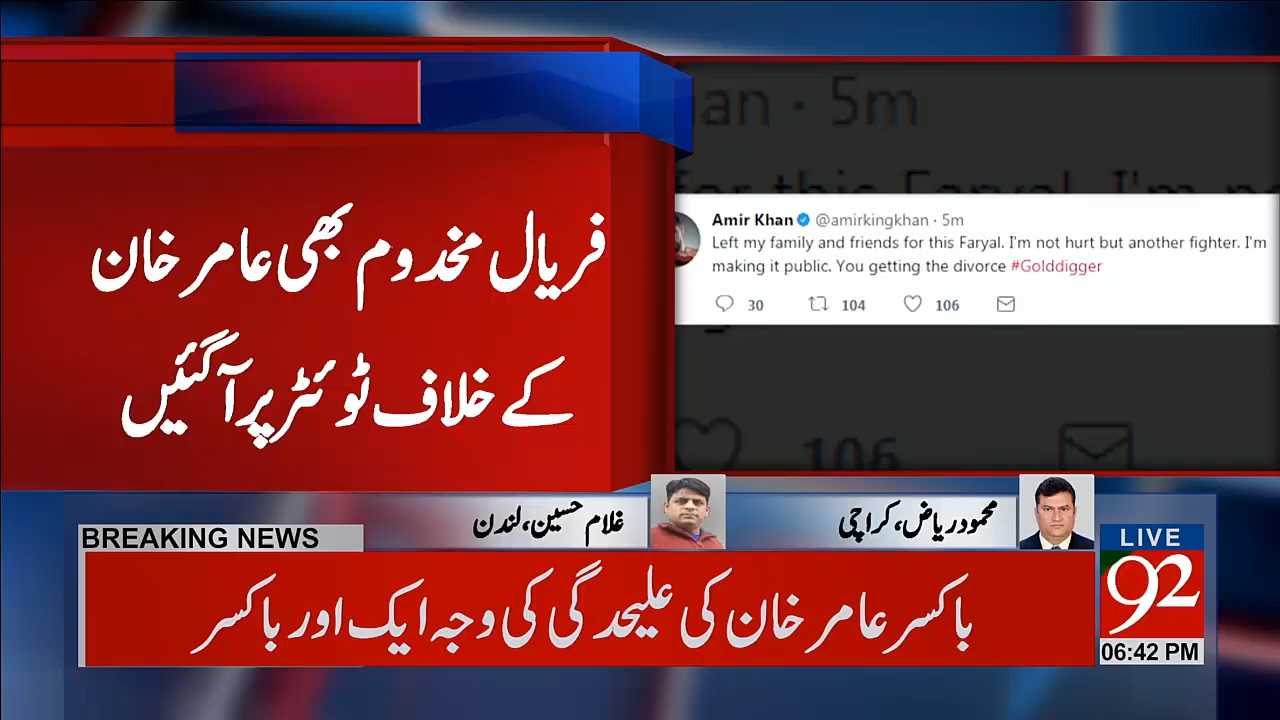 فریال مخدوم بھی عامر خان
کے خلاف ٹوئٹر پر آگئیں
an · 5m
for this Faryal. I'm n
Amir Khan @amirkingkhan · 5m
Left my family and friends for this Faryal. I'm not hurt but another fighter. I'm
making it public. You getting the divorce #Golddigger
30 104 106
106
محمود ریاض، کراچی
غلام حسین، لندن
BREAKING NEWS
باکسر عامر خان کی علیحدگی کی وجہ ایک اور باکسر
LIVE
92
06:42 PM